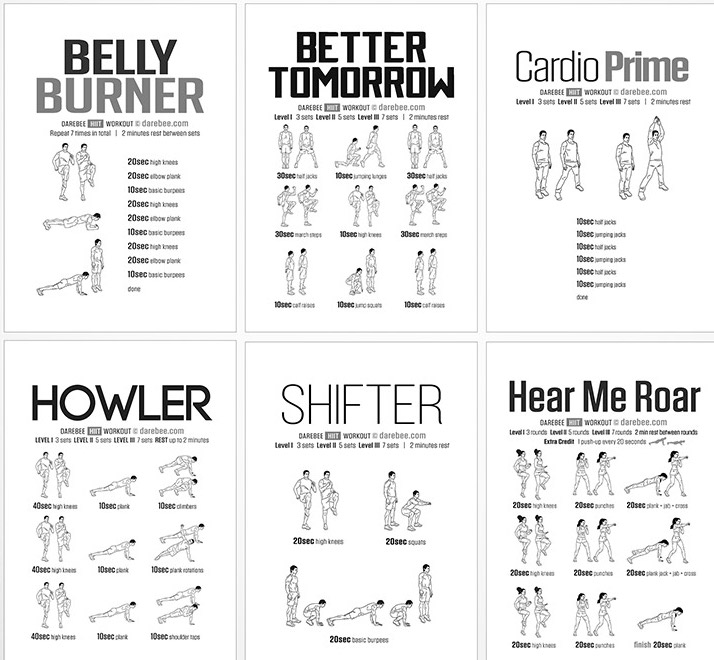 BELLY
BURNER
DAREBEE HIIT WORKOUT © darebee.com
Repeat 7 times in total | 2 minutes rest between sets
20sec high knees
20sec elbow plank
10sec basic burpees
20sec high knees
20sec elbow plank
10sec basic burpees
20sec high knees
20sec elbow plank
10sec basic burpees
done
BETTER
TOMORROW
DAREBEE HIIT WORKOUT © darebee.com
Level I 3 sets Level II 5 sets Level III 7 sets | 2 minutes rest
30sec half jacks
10sec jumping lunges
30sec half jacks
30sec march steps
10sec high knees
30sec march steps
10sec calf raises
10sec jump squats
10sec calf raises
Cardio Prime
DAREBEE HIIT WORKOUT © darebee.com
Level I 3 sets Level II 5 sets Level III 7 sets | 2 minutes rest
10sec half jacks
10sec jumping jacks
10sec half jacks
10sec jumping jacks
10sec half jacks
10sec jumping jacks
done
HOWLER
DAREBEE HIIT WORKOUT © darebee.com
LEVEL I 3 sets LEVEL II 5 sets LEVEL III 7 sets REST up to 2 minutes
40sec high knees
10sec plank
10sec climbers
40sec high knees
10sec plank
10sec plank rotations
40sec high knees
10sec plank
10sec shoulder taps
SHIFTER
DAREBEE HIIT WORKOUT © darebee.com
Level I 3 sets Level II 5 sets Level III 7 sets | 2 minutes rest
20sec high knees
20sec squats
20sec basic burpees
Hear Me Roar
DAREBEE HIIT WORKOUT © darebee.com
Level I 3 rounds Level II 5 rounds Level III 7 rounds 2 min rest between rounds
Extra Credit 1 push-up every 20 seconds
20sec high knees
20sec punches
20sec plank + jab + cross
20sec high knees
20sec punches
20sec plank jack + jab + cross
20sec high knees
20sec punches
finish 20sec plank